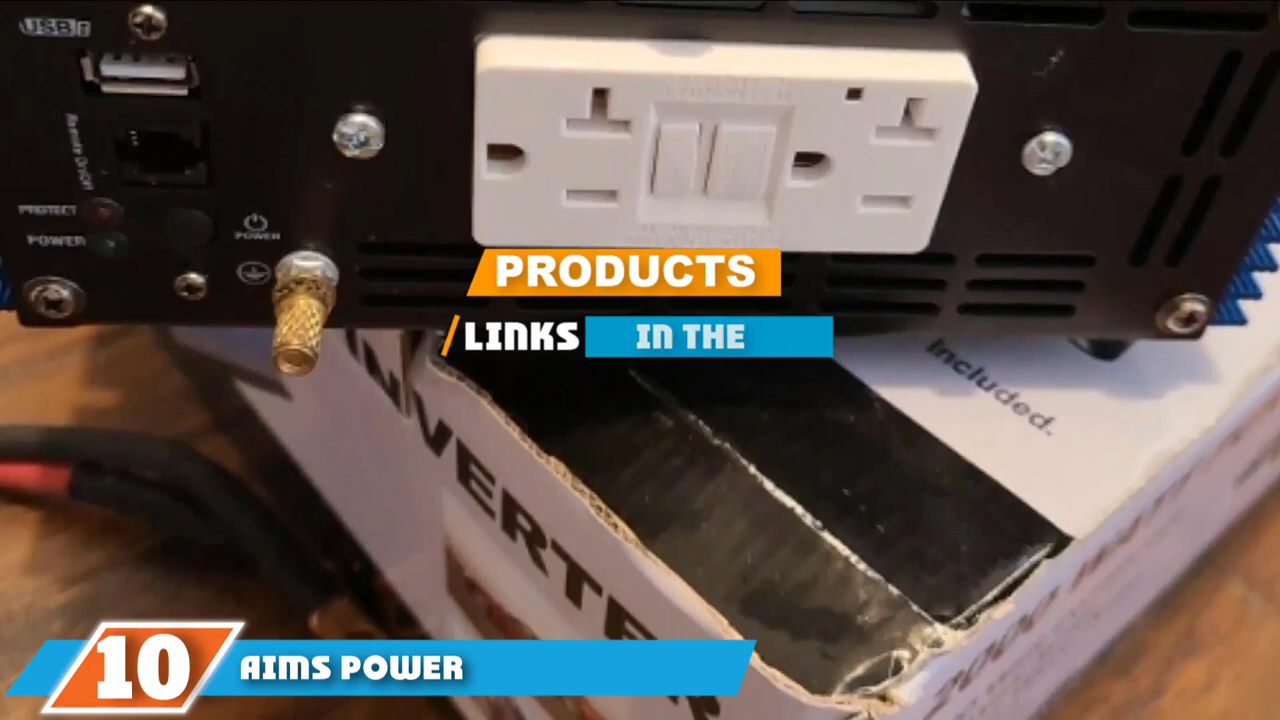 USB
Remote On/Off
PROTECT
POWER
POWER
PRODUCTS
LINKS IN THE
Included.
INVERTER
10 AIMS POWER